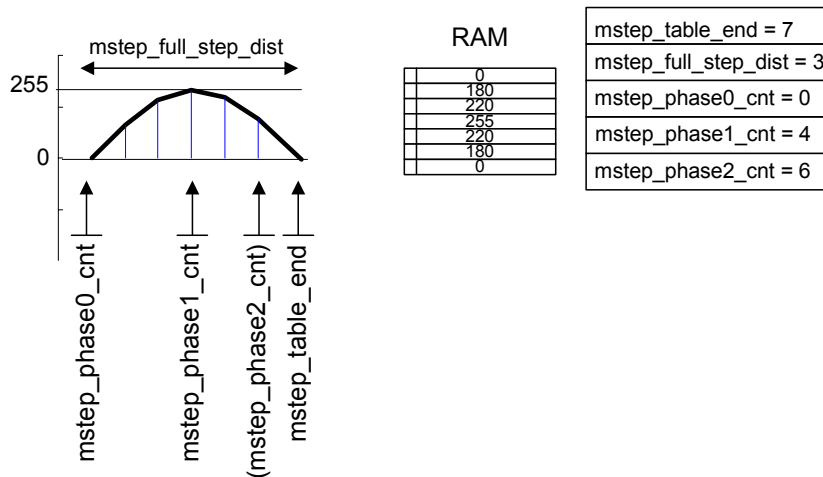 mstep_full_step_dist
255
0
mstep_phase0_cnt
mstep_phase1_cnt
(mstep_phase2_cnt)
mstep_table_end
RAM
0
180
220
255
220
180
0
mstep_table_end = 7
mstep_full_step_dist = 3
mstep_phase0_cnt = 0
mstep_phase1_cnt = 4
mstep_phase2_cnt = 6